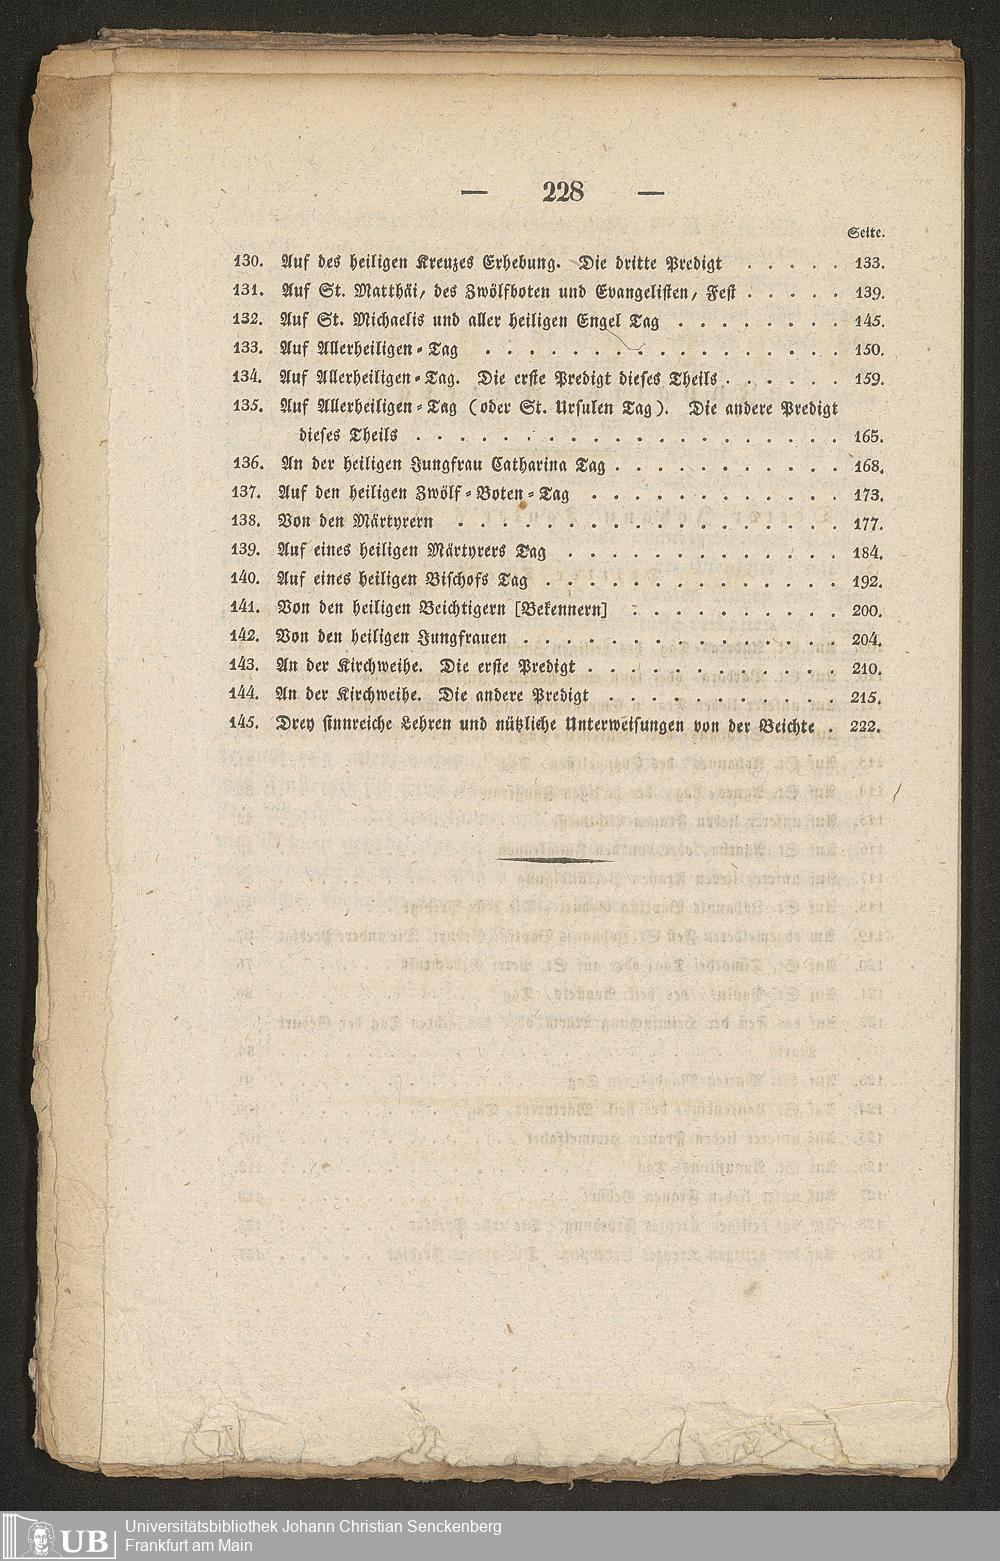 — 228 —
Seite.
130. Auf des heiligen Kreuzes Erhebung. Die dritte Predigt . . . . . 133.
131. Auf St. Matthäi, des Zwölfboten und Evangelisten, Fest . . . . . 139.
132. Auf St. Michaelis und aller heiligen Engel Tag . . . . . . . . 145.
133. Auf Allerheiligen-Tag . . . . . . . . . . . . . . . . 150.
134. Auf Allerheiligen-Tag. Die erste Predigt dieses Theils . . . . . . 159.
135. Auf Allerheiligen-Tag (oder St. Ursulen Tag). Die andere Predigt
dieses Theils . . . . . . . . . . . . . . . . . . . 165.
136. An der heiligen Jungfrau Catharina Tag . . . . . . . . . . . 168.
137. Auf den heiligen Zwölf-Boten-Tag . . . . . . . . . . . 173.
138. Von den Märtyrern . . . . . . . . . . . . . . . . . 177.
139. Auf eines heiligen Märtyrers Tag . . . . . . . . . . . . 184.
140. Auf eines heiligen Bischofs Tag . . . . . . . . . . . . . 192.
141. Von den heiligen Beichtigern [Bekennern] . . . . . . . . . . 200.
142. Von den heiligen Jungfrauen . . . . . . . . . . . . . . 204.
143. An der Kirchweihe. Die erste Predigt . . . . . . . . . . . 210.
144. An der Kirchweihe. Die andere Predigt . . . . . . . . . . 215.
145. Drey sinnreiche Lehren und nützliche Unterweisungen von der Beichte . 222.
UB
Universitätsbibliothek Johann Christian Senckenberg
Frankfurt am Main